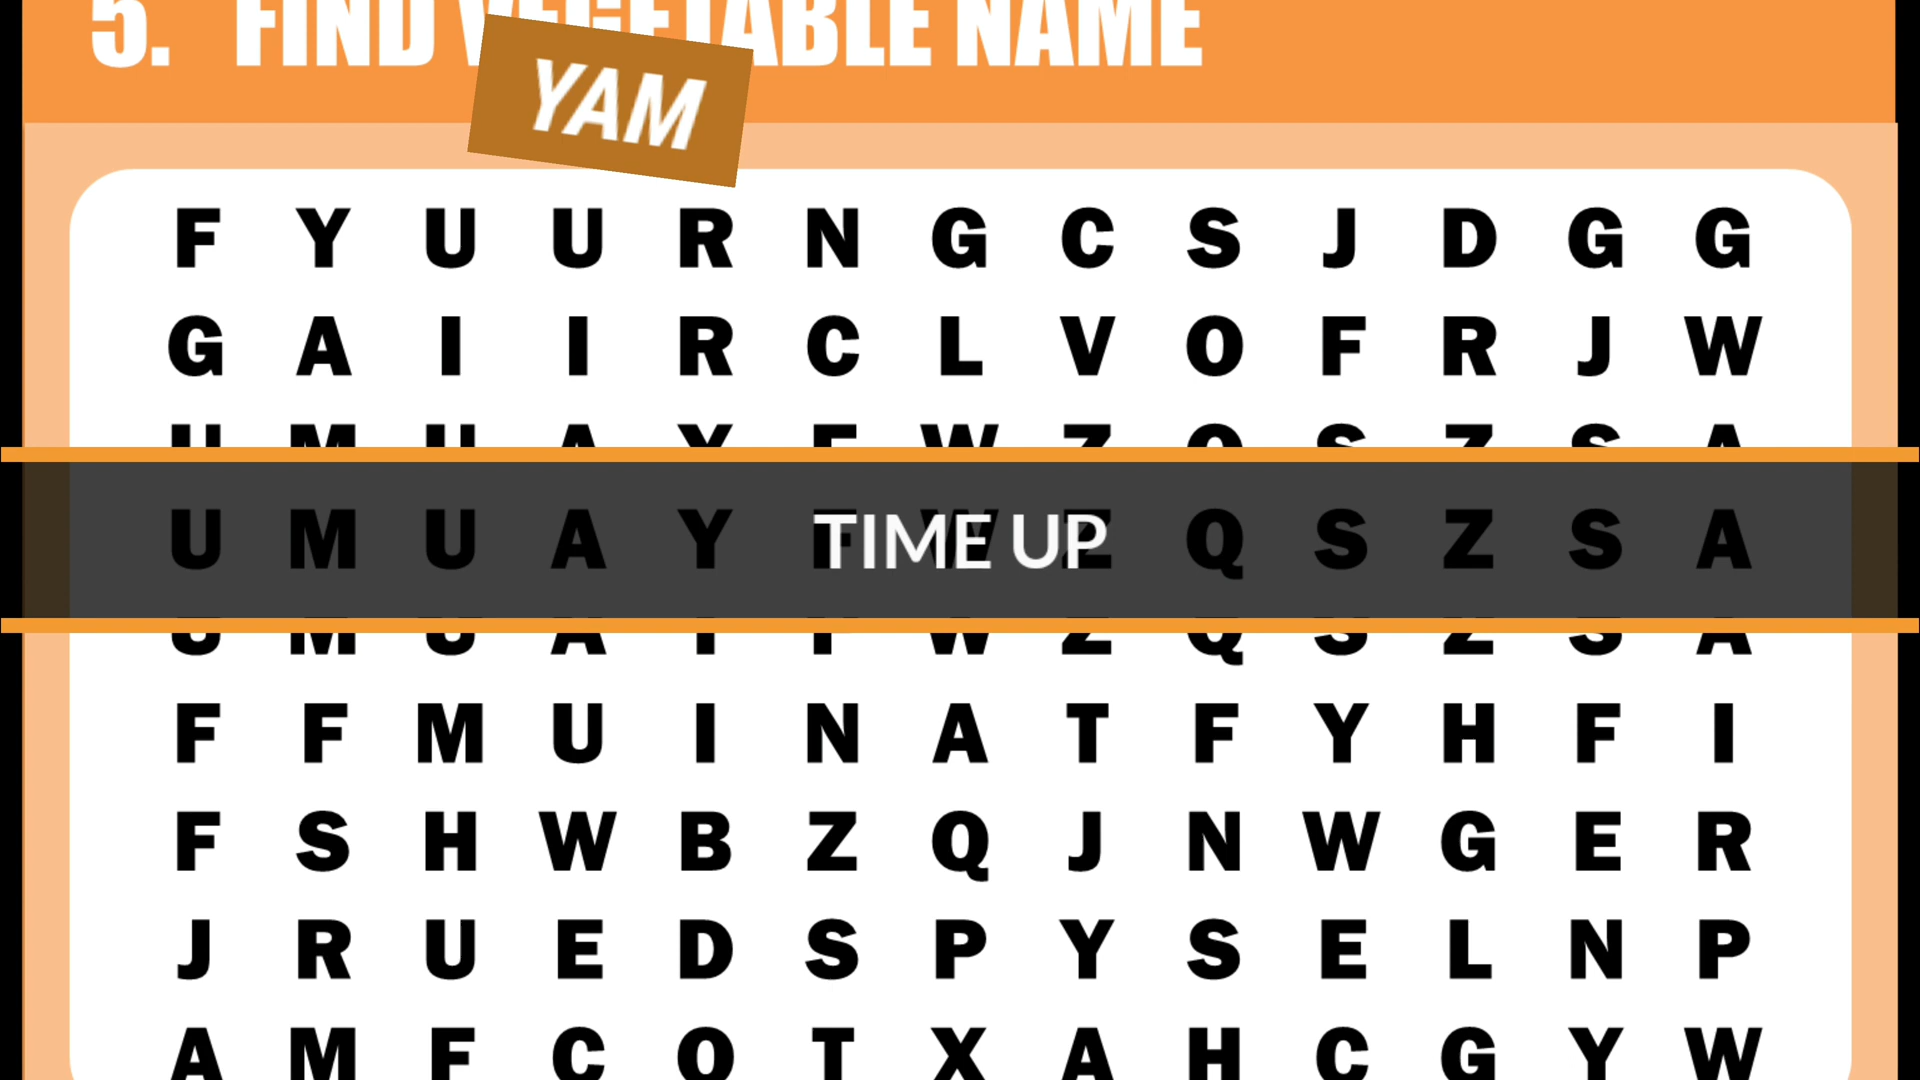 5. FIND VEGETABLE NAME
YAM
F Y U U R N G C S J D G G
G A I I R C L V O F R J W
U M U A Y F W Z Q S Z S A
U M U A Y F W Z Q S Z S A
TIME UP
U M U A Y F W Z Q S Z S A
F F M U I N A T F Y H F I
F S H W B Z Q J N W G E R
J R U E D S P Y S E L N P
A M F C O T X A H C G Y W